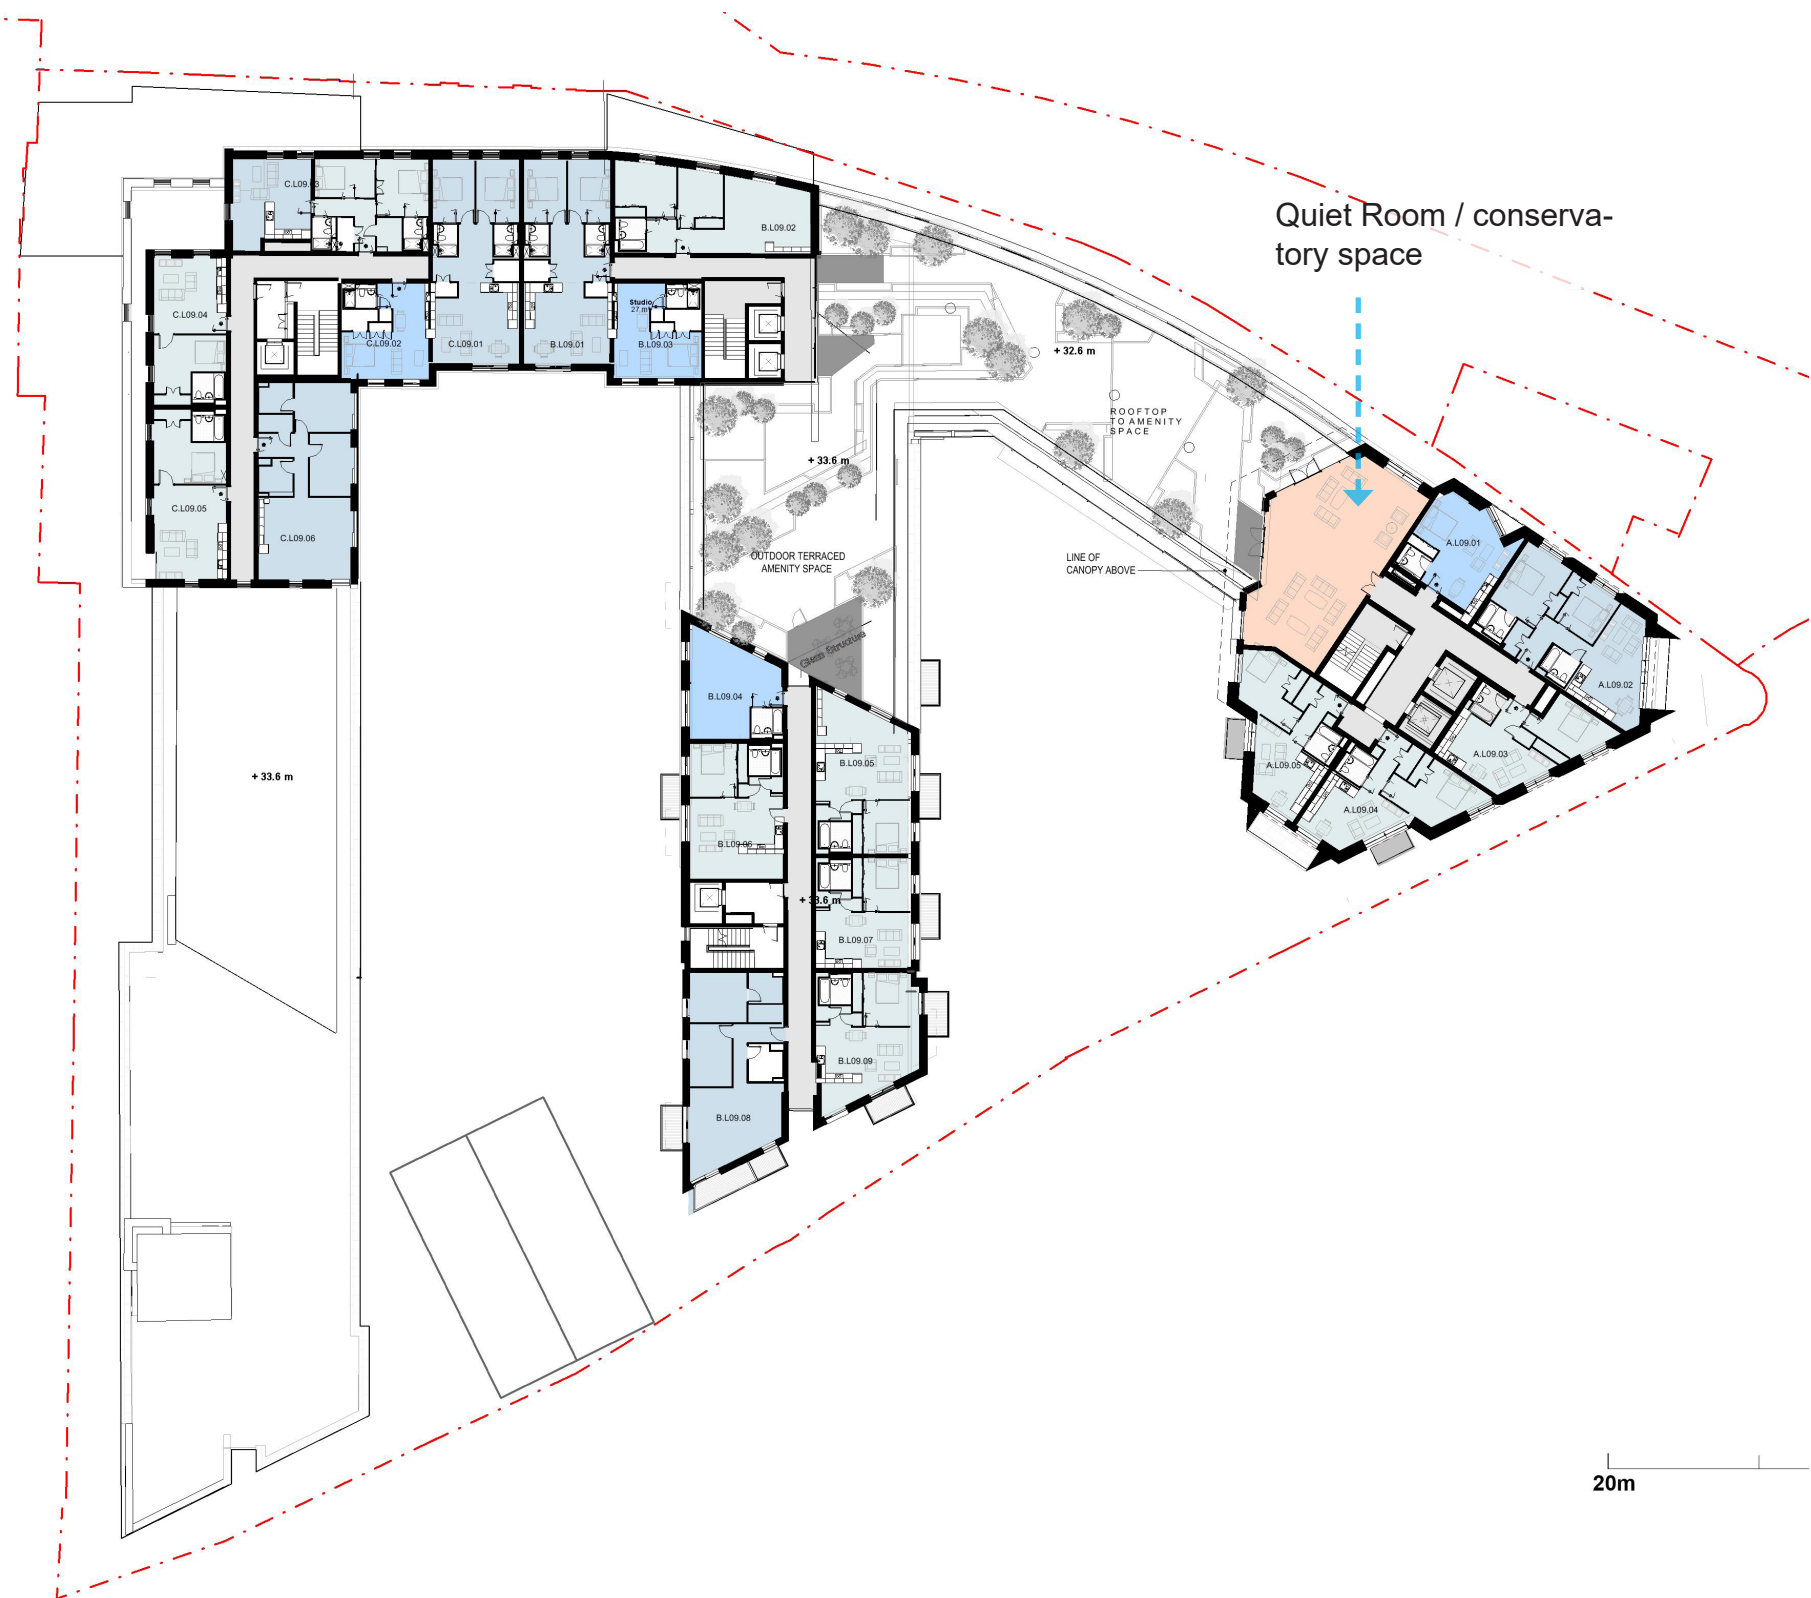 Quiet Room / conserva-
tory space
C.L09.03
B.L09.02
C.L09.04
Studio
27 m²
C.L09.02
C.L09.01
B.L09.01
B.L09.03
+ 32.6 m
ROOFTOP
TO AMENITY
SPACE
+ 33.6 m
C.L09.05
C.L09.06
OUTDOOR TERRACED
AMENITY SPACE
LINE OF
CANOPY ABOVE
A.L09.01
Glass Structure
B.L09.04
A.L09.02
B.L09.05
A.L09.03
A.L09.05
A.L09.04
+ 33.6 m
B.L09.06
+ 33.6 m
B.L09.07
B.L09.09
B.L09.08
20m